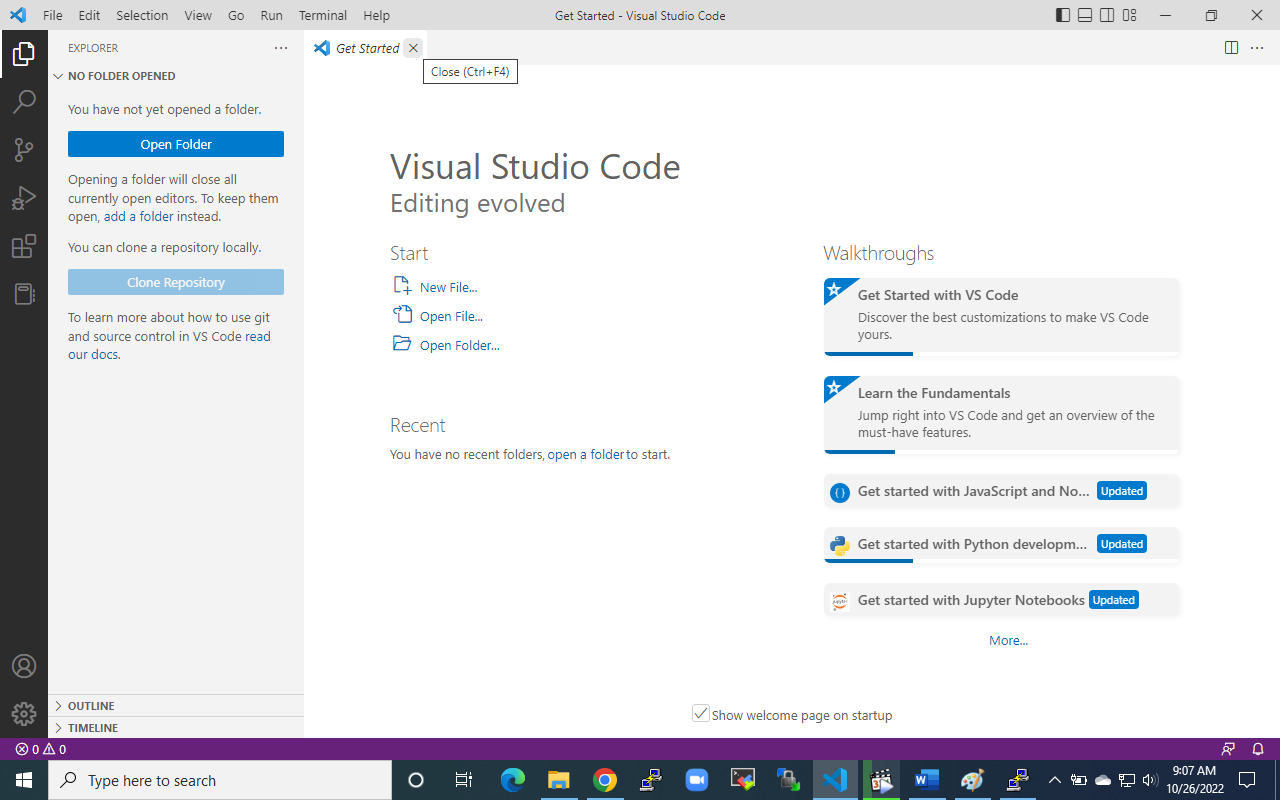 File Edit Selection View Go Run Terminal Help
Get Started - Visual Studio Code
EXPLORER
NO FOLDER OPENED
You have not yet opened a folder.
Open Folder
Opening a folder will close all
currently open editors. To keep them
open, add a folder instead.
You can clone a repository locally.
Clone Repository
To learn more about how to use git
and source control in VS Code read
our docs.
OUTLINE
TIMELINE
Get Started
Close (Ctrl+F4)
Visual Studio Code
Editing evolved
Start
New File...
Open File...
Open Folder...
Recent
You have no recent folders, open a folder to start.
Walkthroughs
Get Started with VS Code
Discover the best customizations to make VS Code
yours.
Learn the Fundamentals
Jump right into VS Code and get an overview of the
must-have features.
Get started with JavaScript and No... Updated
Get started with Python developm... Updated
Get started with Jupyter Notebooks Updated
More...
Show welcome page on startup
0 0
Type here to search
9:07 AM
10/26/2022